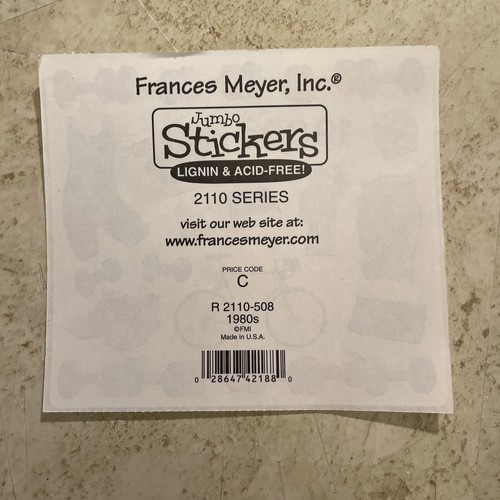 Frances Meyer, Inc.®
Jumbo
Stickers
LIGNIN & ACID-FREE!
2110 SERIES
visit our web site at:
www.francesmeyer.com
PRICE CODE
C
R 2110-508
1980s
©FMI
Made in U.S.A.
0 28647 42188 0